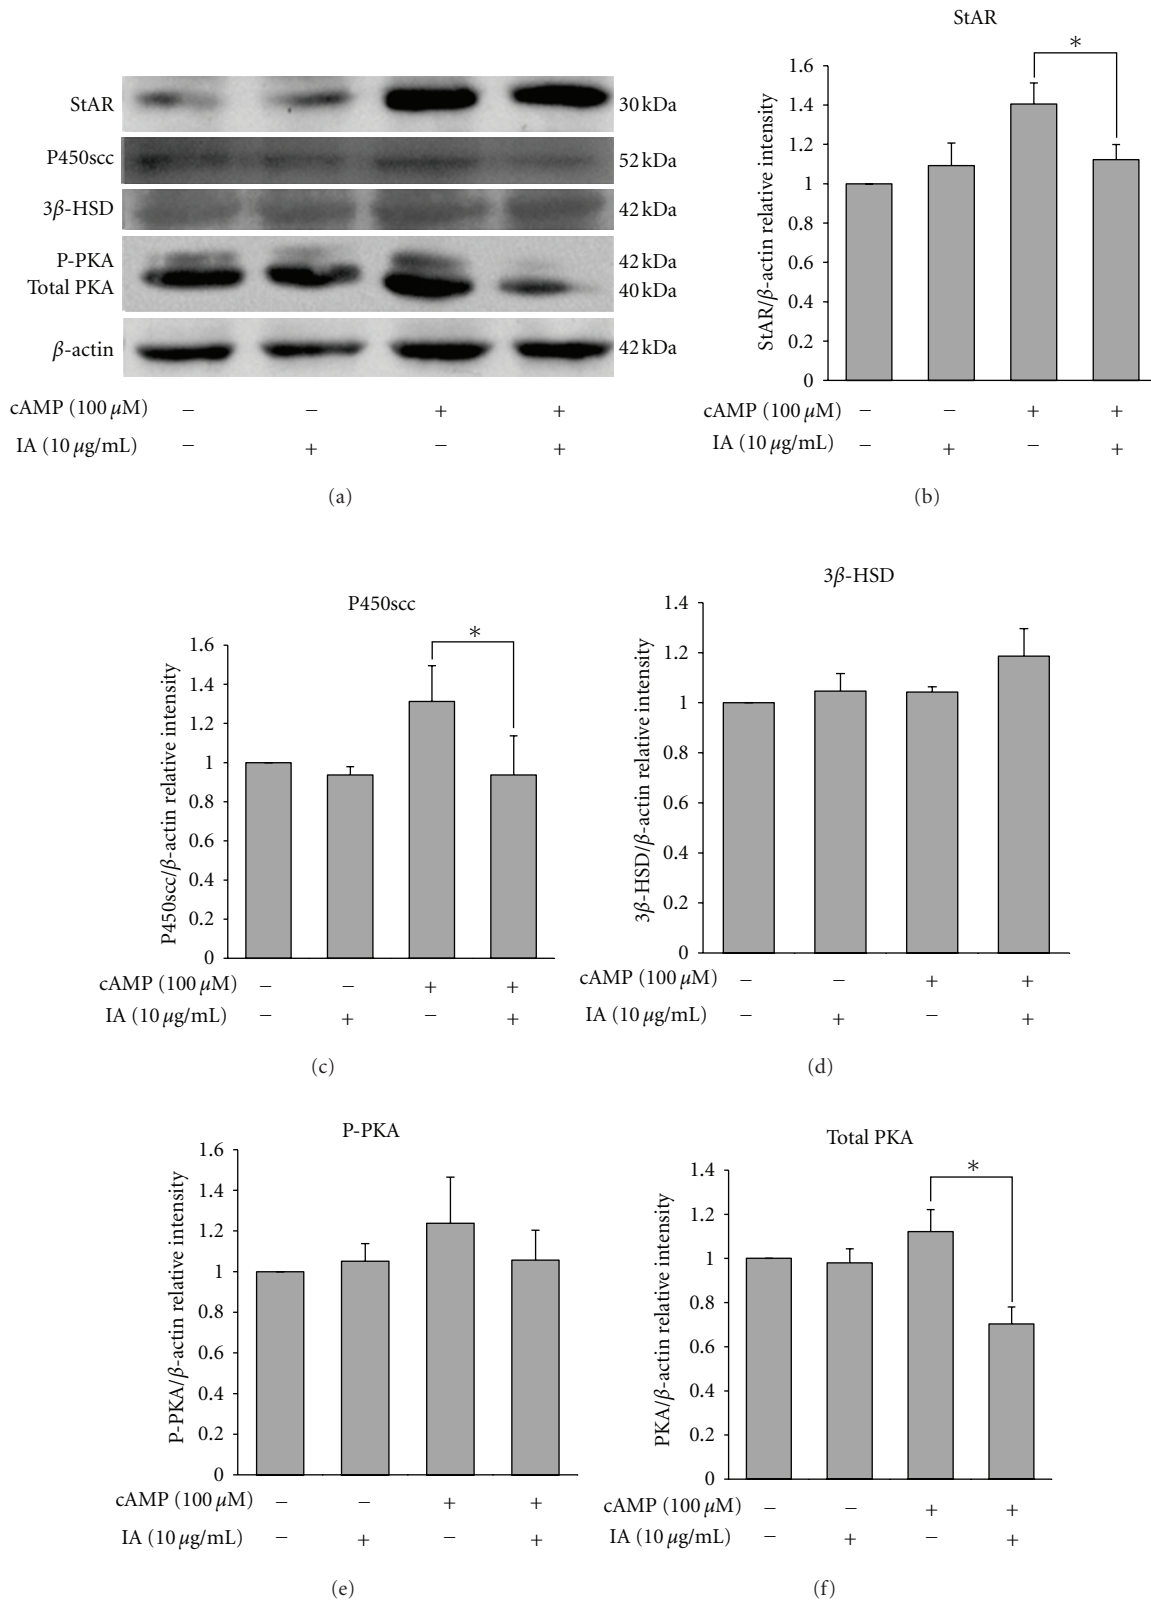 StAR
30 kDa
P450scc
52 kDa
3β-HSD
42 kDa
P-PKA
42 kDa
Total PKA
40 kDa
β-actin
42 kDa
cAMP (100 μM) − − + +
IA (10 μg/mL) − + − +
(a)
StAR
*
StAR/β-actin relative intensity
1.6
1.4
1.2
1
0.8
0.6
0.4
0.2
0
cAMP (100 μM) − − + +
IA (10 μg/mL) − + − +
(b)
P450scc
*
P450scc/β-actin relative intensity
1.6
1.4
1.2
1
0.8
0.6
0.4
0.2
0
cAMP (100 μM) − − + +
IA (10 μg/mL) − + − +
(c)
3β-HSD
3β-HSD/β-actin relative intensity
1.4
1.2
1
0.8
0.6
0.4
0.2
0
cAMP (100 μM) − − + +
IA (10 μg/mL) − + − +
(d)
P-PKA
P-PKA/β-actin relative intensity
1.6
1.4
1.2
1
0.8
0.6
0.4
0.2
0
cAMP (100 μM) − − + +
IA (10 μg/mL) − + − +
(e)
Total PKA
*
PKA/β-actin relative intensity
1.4
1.2
1
0.8
0.6
0.4
0.2
0
cAMP (100 μM) − − + +
IA (10 μg/mL) − + − +
(f)